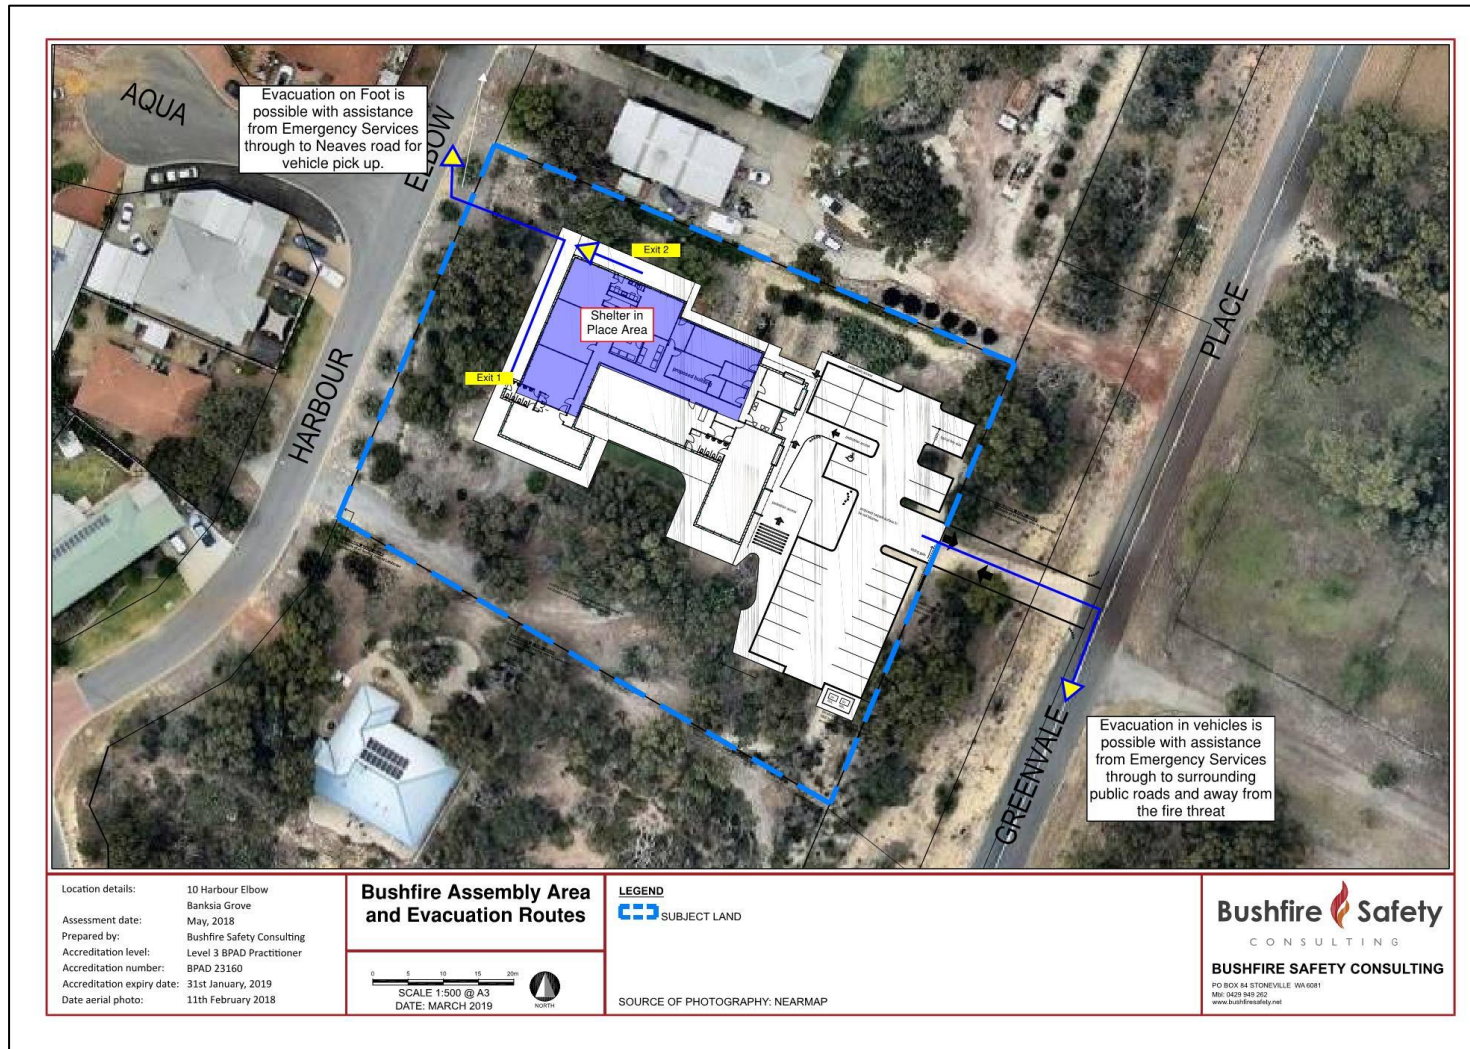 AQUA
Evacuation on Foot is
possible with assistance
from Emergency Services
through to Neaves road for
vehicle pick up.
ELBOW
Exit 2
Shelter in
Place Area
proposed building
Exit 1
HARBOUR
PLACE
GREENVALE
Evacuation in vehicles is
possible with assistance
from Emergency Services
through to surrounding
public roads and away from
the fire threat
Location details: 10 Harbour Elbow
Banksia Grove
Assessment date: May, 2018
Prepared by: Bushfire Safety Consulting
Accreditation level: Level 3 BPAD Practitioner
Accreditation number: BPAD 23160
Accreditation expiry date: 31st January, 2019
Date aerial photo: 11th February 2018
Bushfire Assembly Area
and Evacuation Routes
0 5 10 15 20m
SCALE 1:500 @ A3
DATE: MARCH 2019
NORTH
LEGEND
SUBJECT LAND
SOURCE OF PHOTOGRAPHY: NEARMAP
Bushfire Safety
CONSULTING
BUSHFIRE SAFETY CONSULTING
PO BOX 84 STONEVILLE WA 6081
Mbl: 0429 949 262
www.bushfiresafety.net